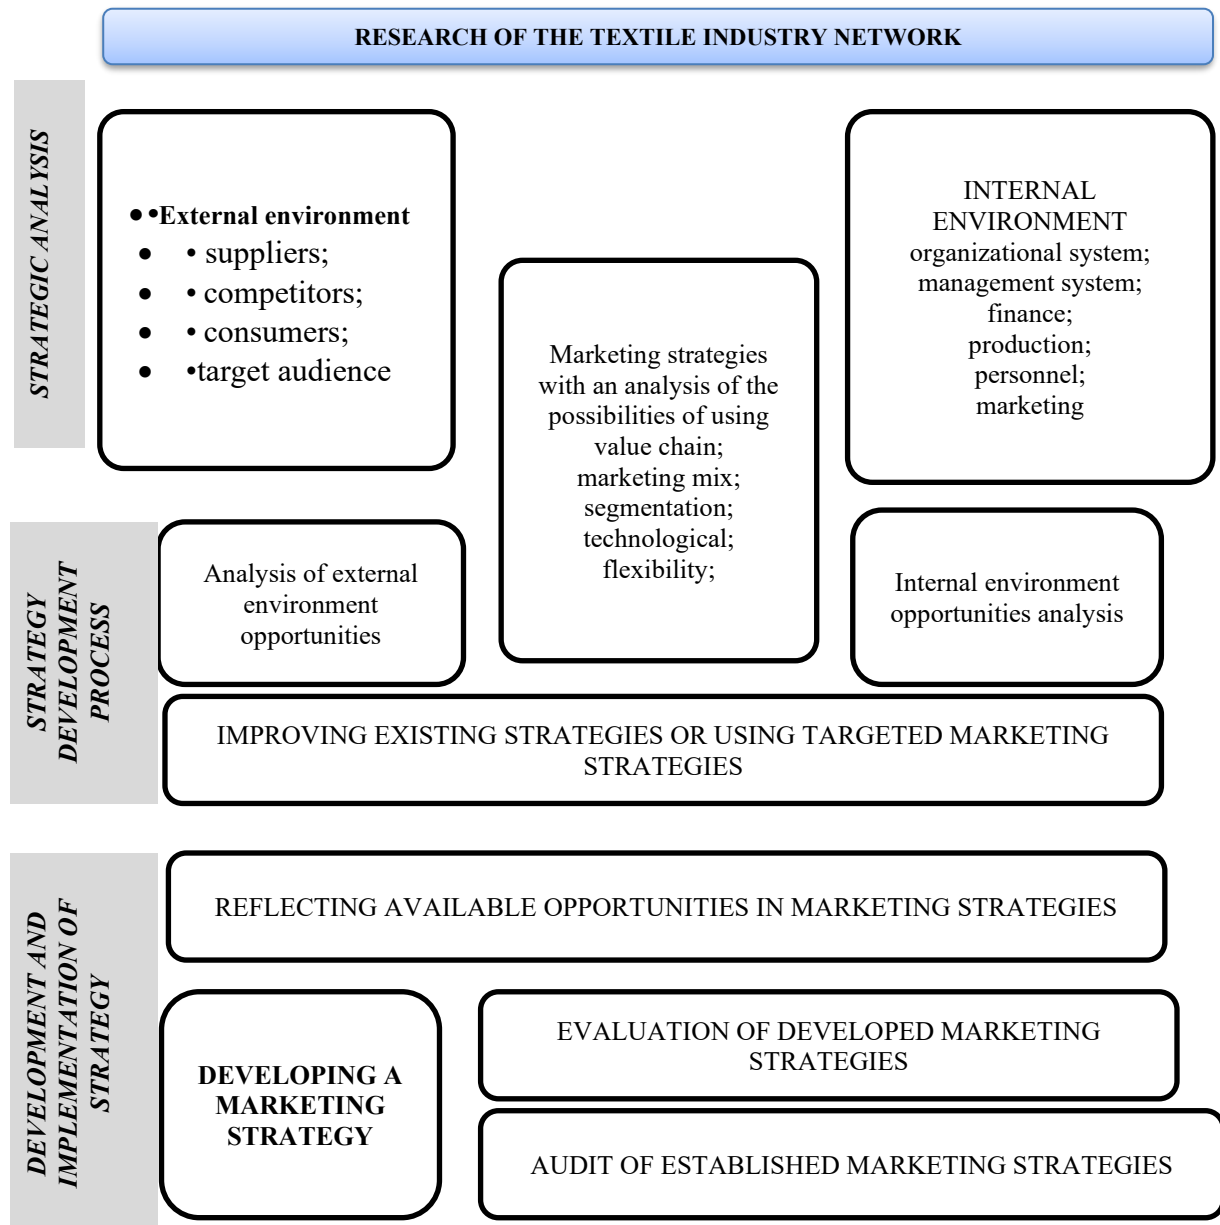 RESEARCH OF THE TEXTILE INDUSTRY NETWORK
STRATEGIC ANALYSIS
• •External environment
• • suppliers;
• • competitors;
• • consumers;
• •target audience
Marketing strategies
with an analysis of the
possibilities of using
value chain;
marketing mix;
segmentation;
technological;
flexibility;
INTERNAL
ENVIRONMENT
organizational system;
management system;
finance;
production;
personnel;
marketing
STRATEGY
DEVELOPMENT
PROCESS
Analysis of external
environment
opportunities
Internal environment
opportunities analysis
IMPROVING EXISTING STRATEGIES OR USING TARGETED MARKETING
STRATEGIES
DEVELOPMENT AND
IMPLEMENTATION OF
STRATEGY
REFLECTING AVAILABLE OPPORTUNITIES IN MARKETING STRATEGIES
DEVELOPING A
MARKETING
STRATEGY
EVALUATION OF DEVELOPED MARKETING
STRATEGIES
AUDIT OF ESTABLISHED MARKETING STRATEGIES